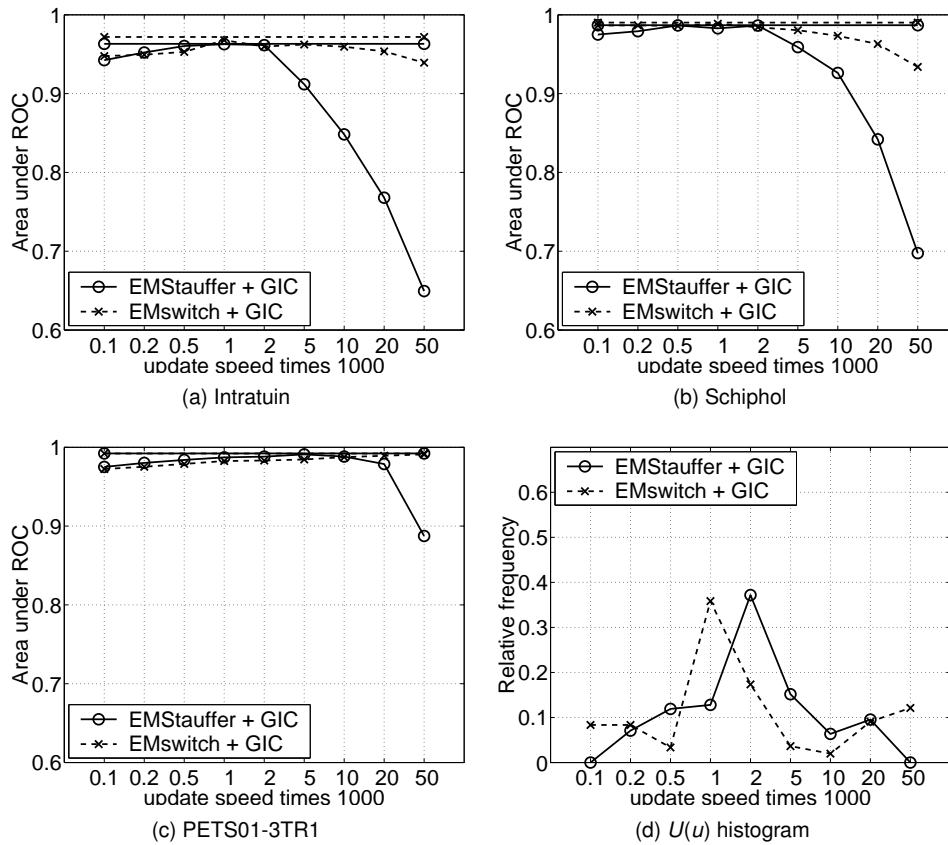 1
0.9
0.8
0.7
0.6
Area under ROC
EMStauffer + GIC
EMswitch + GIC
0.1 0.2 0.5 1 2 5 10 20 50
update speed times 1000
(a) Intratuin
1
0.9
0.8
0.7
0.6
Area under ROC
EMStauffer + GIC
EMswitch + GIC
0.1 0.2 0.5 1 2 5 10 20 50
update speed times 1000
(b) Schiphol
1
0.9
0.8
0.7
0.6
Area under ROC
EMStauffer + GIC
EMswitch + GIC
0.1 0.2 0.5 1 2 5 10 20 50
update speed times 1000
(c) PETS01-3TR1
EMStauffer + GIC
EMswitch + GIC
0.6
0.5
0.4
0.3
0.2
0.1
0
Relative frequency
0.1 0.2 0.5 1 2 5 10 20 50
update speed times 1000
(d) U(u) histogram